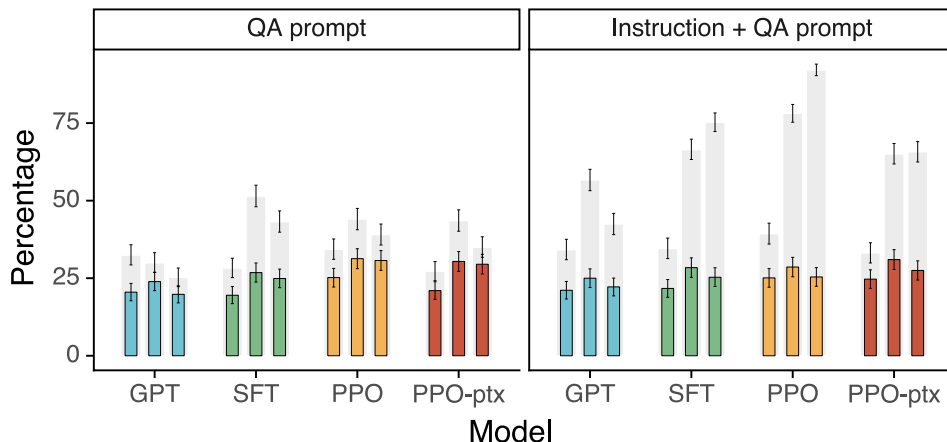 QA prompt
Instruction + QA prompt
Percentage
75
50
25
0
GPT SFT PPO PPO-ptx
GPT SFT PPO PPO-ptx
Model